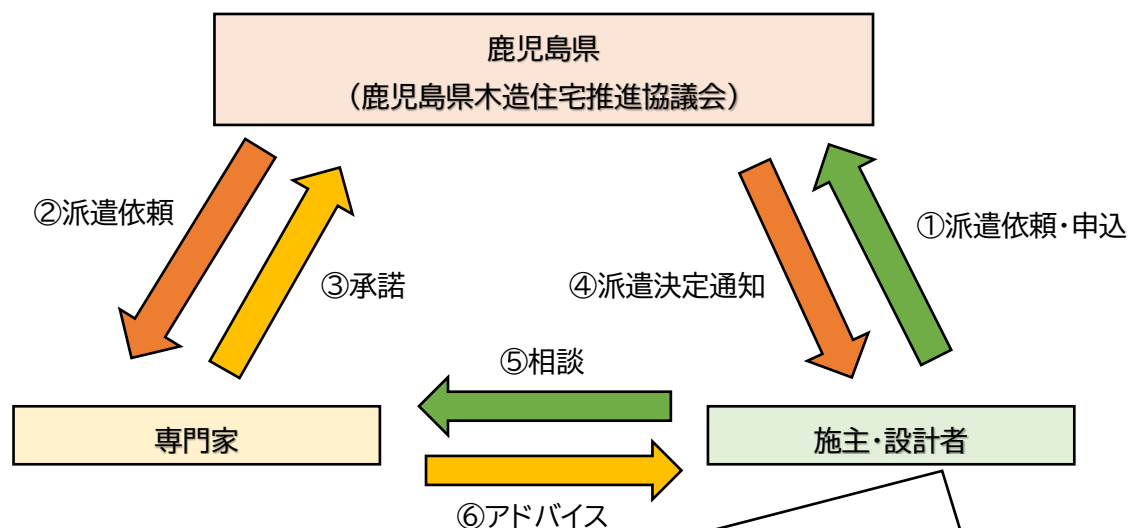 鹿児島県
（鹿児島県木造住宅推進協議会）
②派遣依頼
①派遣依頼・申込
③承諾
④派遣決定通知
⑤相談
専門家
施主・設計者
⑥アドバイス